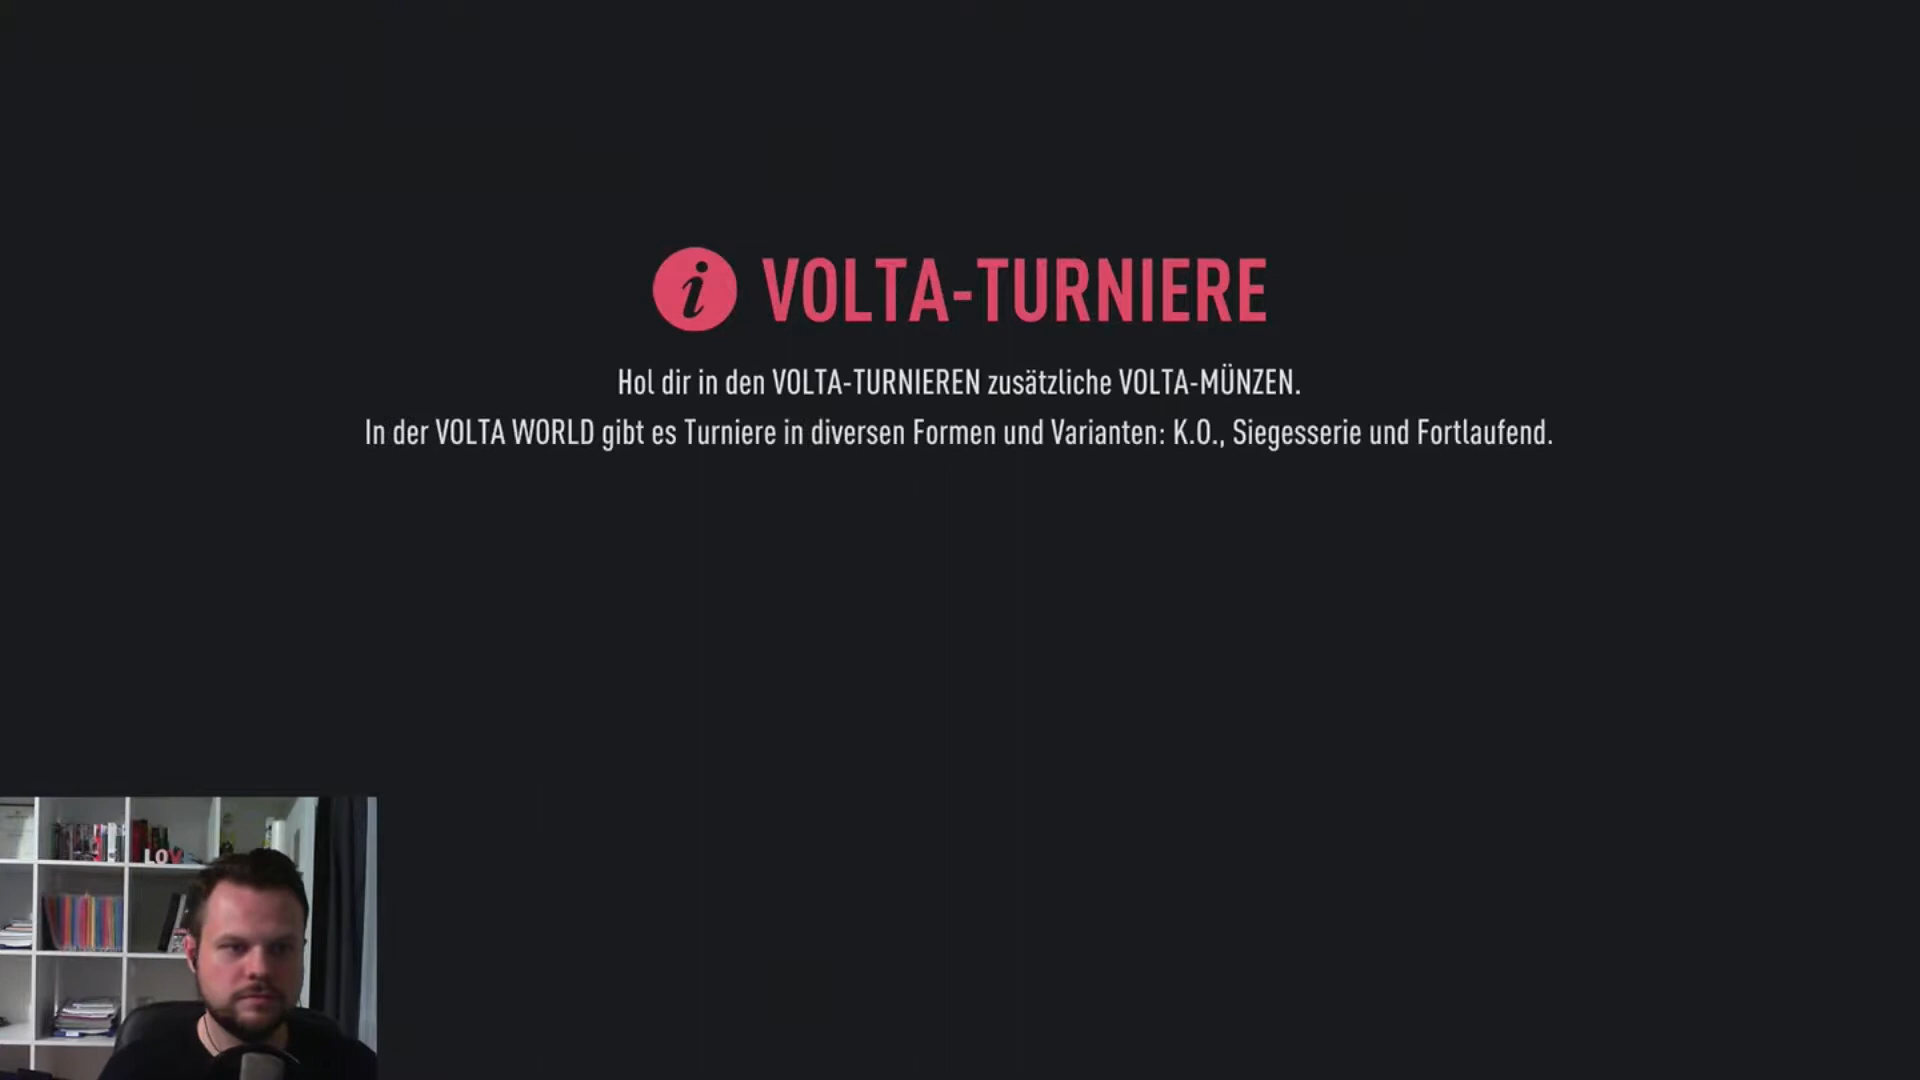 VOLTA-TURNIERE
Hol dir in den VOLTA-TURNIEREN zusätzliche VOLTA-MÜNZEN.
In der VOLTA WORLD gibt es Turniere in diversen Formen und Varianten: K.O., Siegesserie und Fortlaufend.
LOV